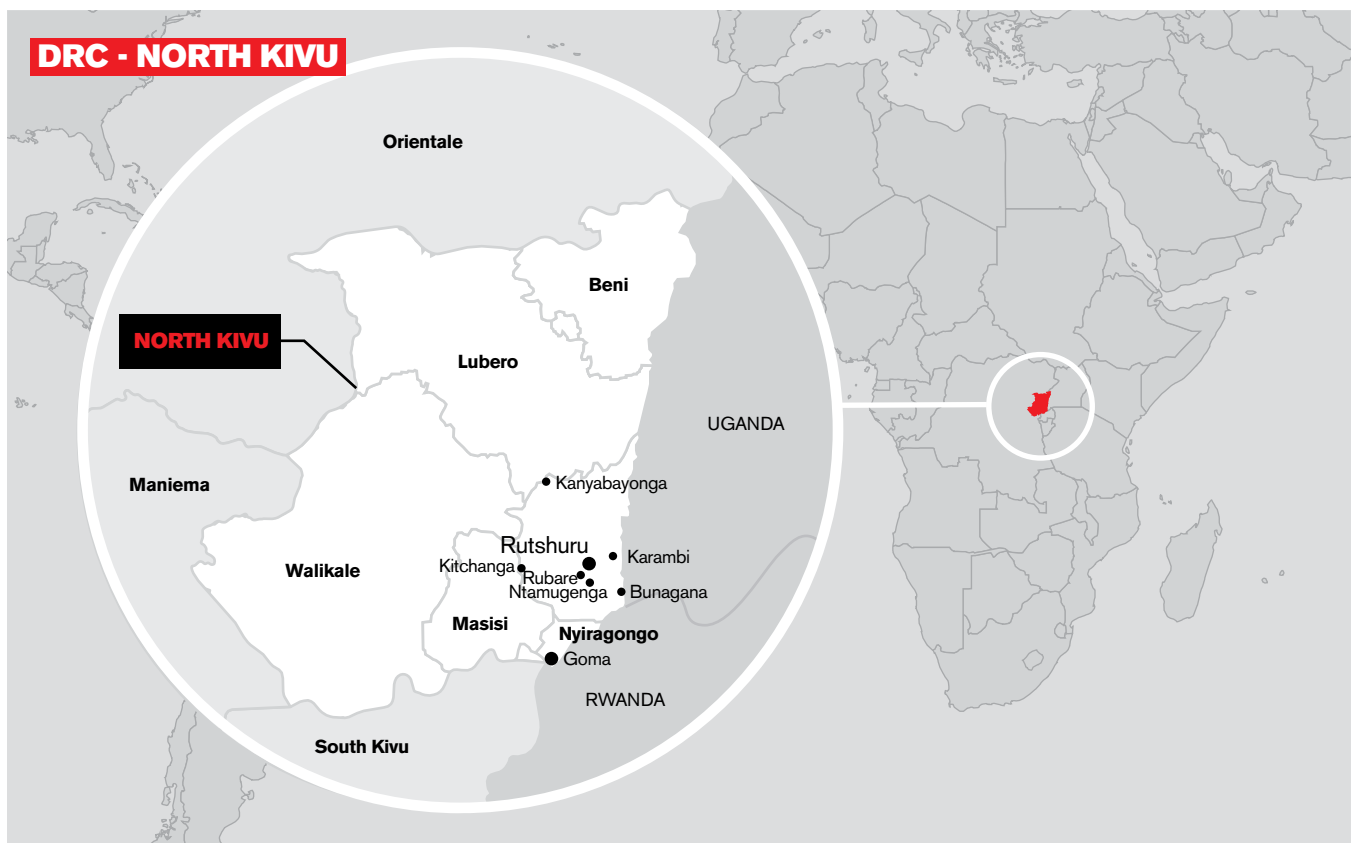 DRC - NORTH KIVU
Orientale
Beni
NORTH KIVU
Lubero
UGANDA
Maniema
Kanyabayonga
Rutshuru
Karambi
Kitchanga
Walikale
Rubare
Ntamugenga
Bunagana
Masisi
Nyiragongo
Goma
RWANDA
South Kivu